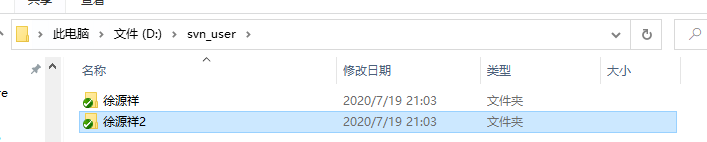 共享 查看
此电脑 文件 (D:) svn_user
名称 修改日期 类型 大小
徐源祥 2020/7/19 21:03 文件夹
徐源祥2 2020/7/19 21:03 文件夹